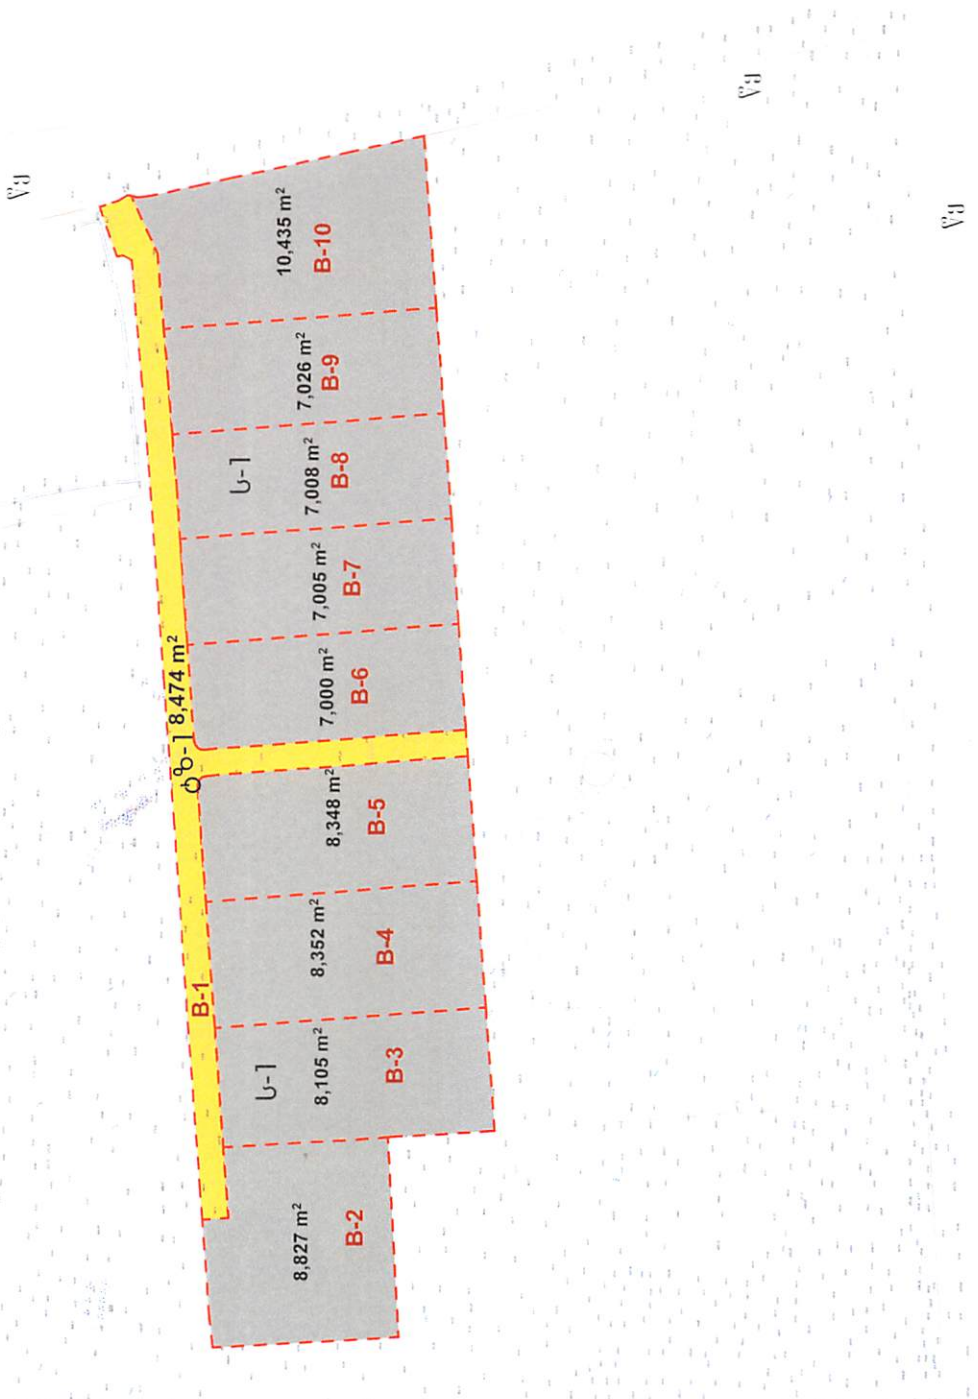 B-1
8,474 m²
8,827 m²
B-2
ს-1
8,105 m²
B-3
8,352 m²
B-4
8,348 m²
B-5
7,000 m²
B-6
7,005 m²
B-7
ს-1
7,008 m²
B-8
7,026 m²
B-9
10,435 m²
B-10